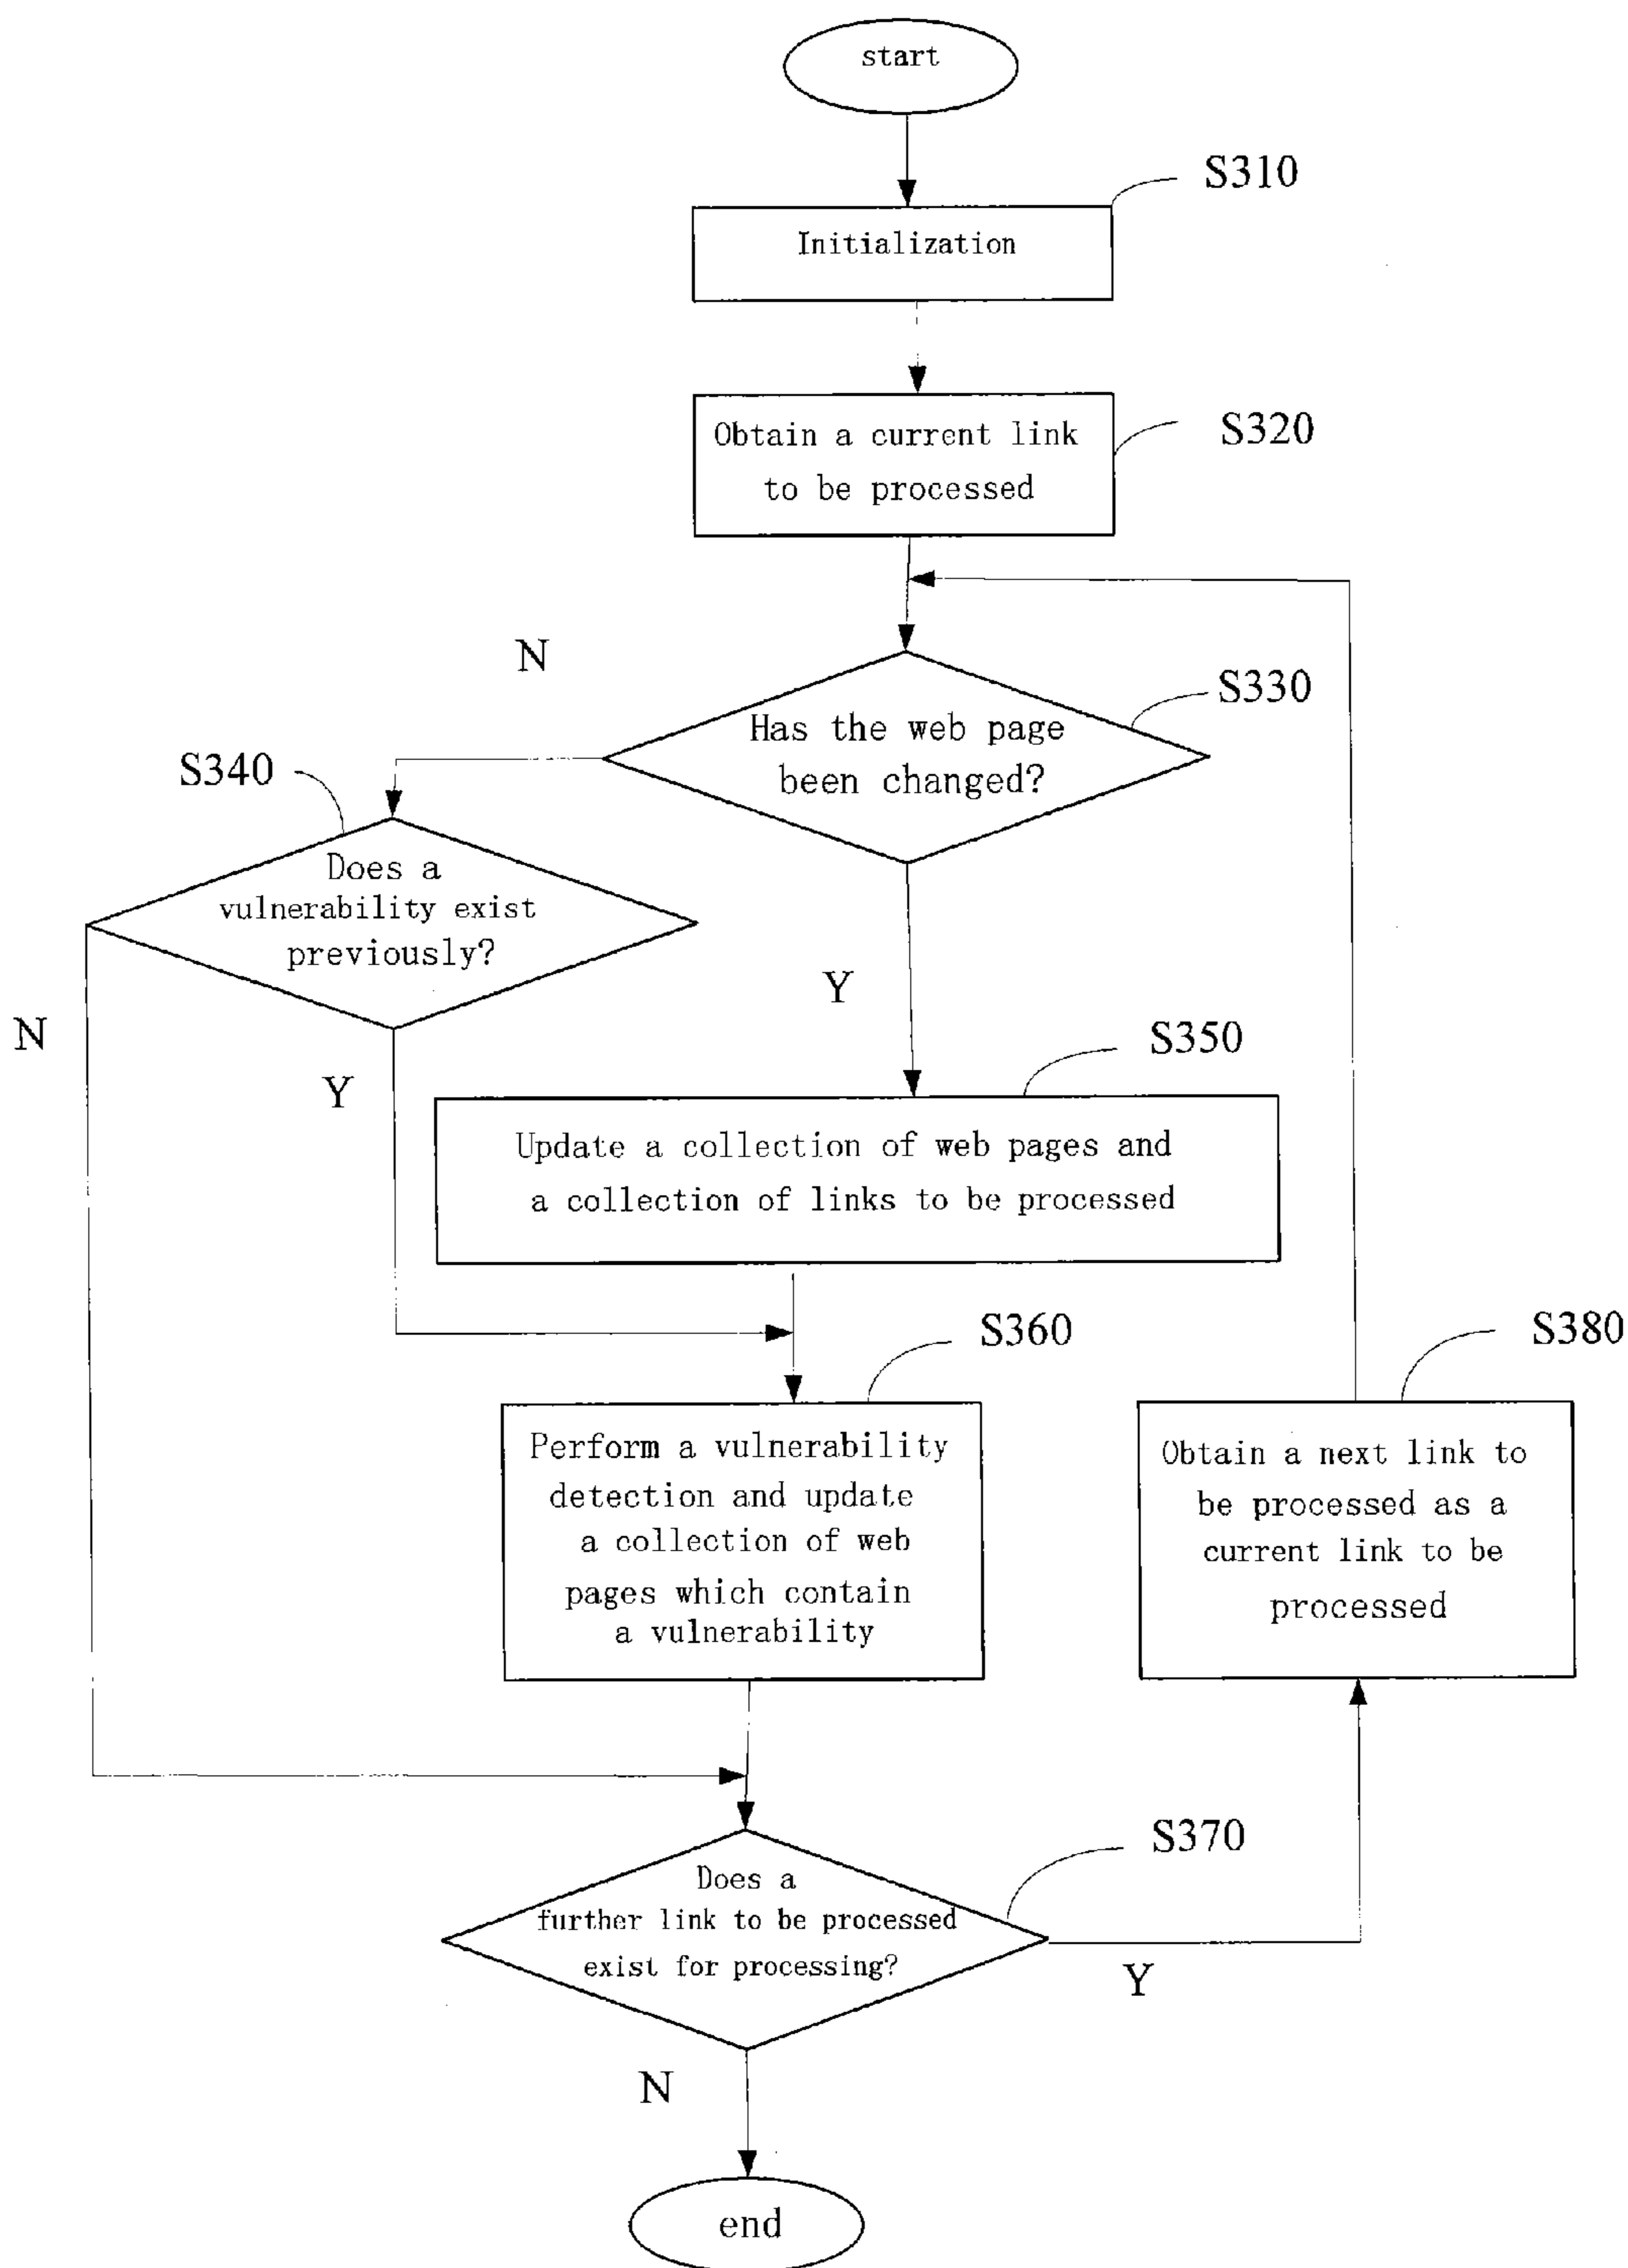 start
S310
Initialization
S320
Obtain a current link
to be processed
N
S330
Has the web page
been changed?
S340
Does a
vulnerability exist
previously?
Y
N
S350
Y
Update a collection of web pages and
a collection of links to be processed
S360
S380
Perform a vulnerability
detection and update
a collection of web
pages which contain
a vulnerability
Obtain a next link to
be processed as a
current link to be
processed
S370
Does a
further link to be processed
exist for processing?
Y
N
end